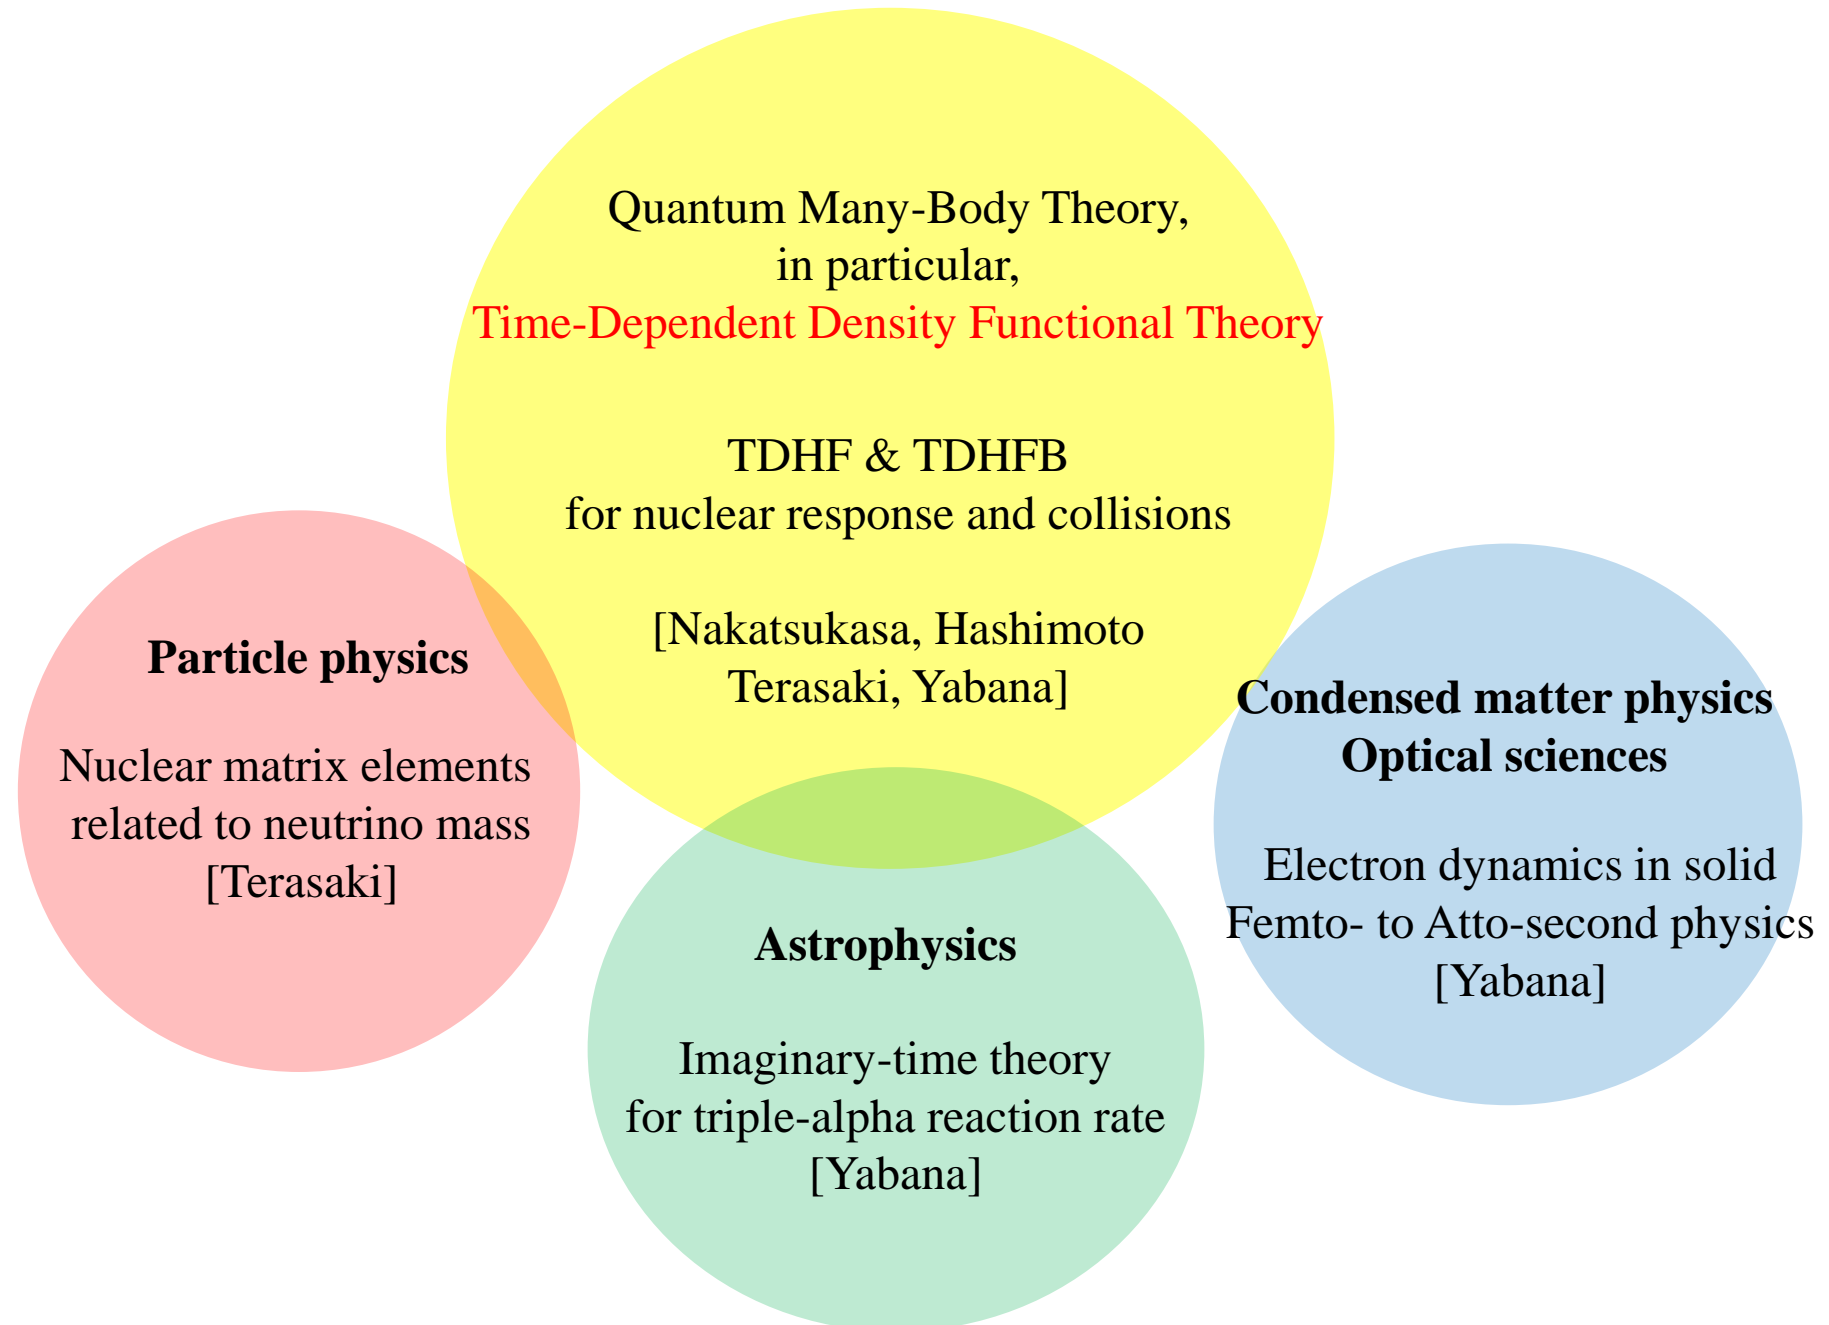 Quantum Many-Body Theory,
in particular,
Time-Dependent Density Functional Theory
TDHF & TDHFB
for nuclear response and collisions
[Nakatsukasa, Hashimoto
Terasaki, Yabana]
Particle physics
Nuclear matrix elements
related to neutrino mass
[Terasaki]
Astrophysics
Imaginary-time theory
for triple-alpha reaction rate
[Yabana]
Condensed matter physics
Optical sciences
Electron dynamics in solid
Femto- to Atto-second physics
[Yabana]